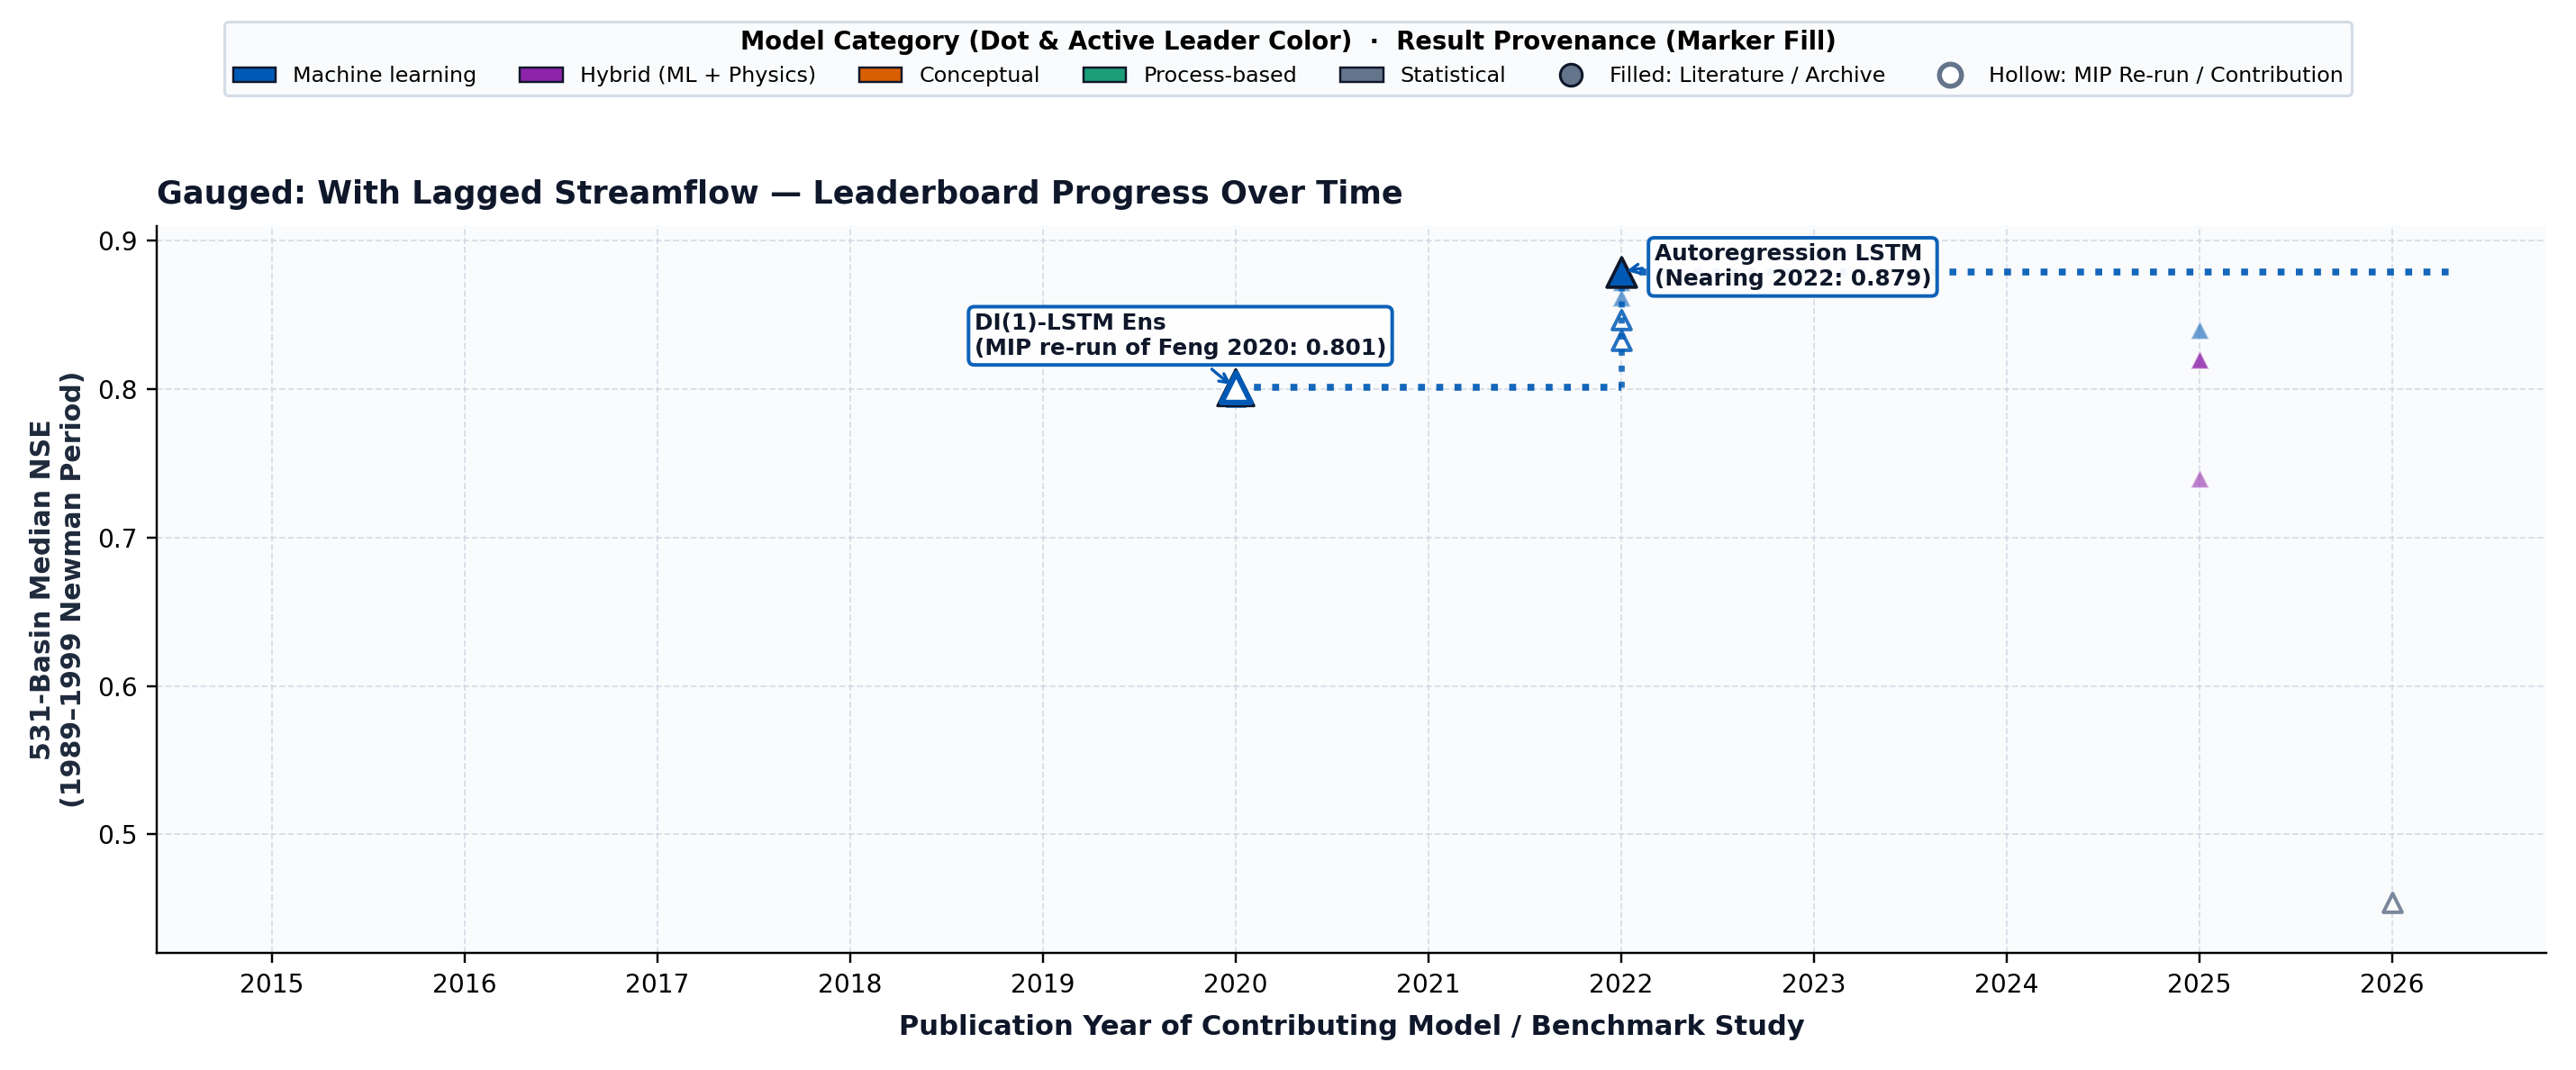 Model Category (Dot & Active Leader Color)  ·  Result Provenance (Marker Fill)
Machine learning
Hybrid (ML + Physics)
Conceptual
Process-based
Statistical
Filled: Literature / Archive
Hollow: MIP Re-run / Contribution
Gauged: With Lagged Streamflow — Leaderboard Progress Over Time
531-Basin Median NSE
(1989–1999 Newman Period)
0.9
0.8
0.7
0.6
0.5
Autoregression LSTM
(Nearing 2022: 0.879)
DI(1)-LSTM Ens
(MIP re-run of Feng 2020: 0.801)
2015
2016
2017
2018
2019
2020
2021
2022
2023
2024
2025
2026
Publication Year of Contributing Model / Benchmark Study